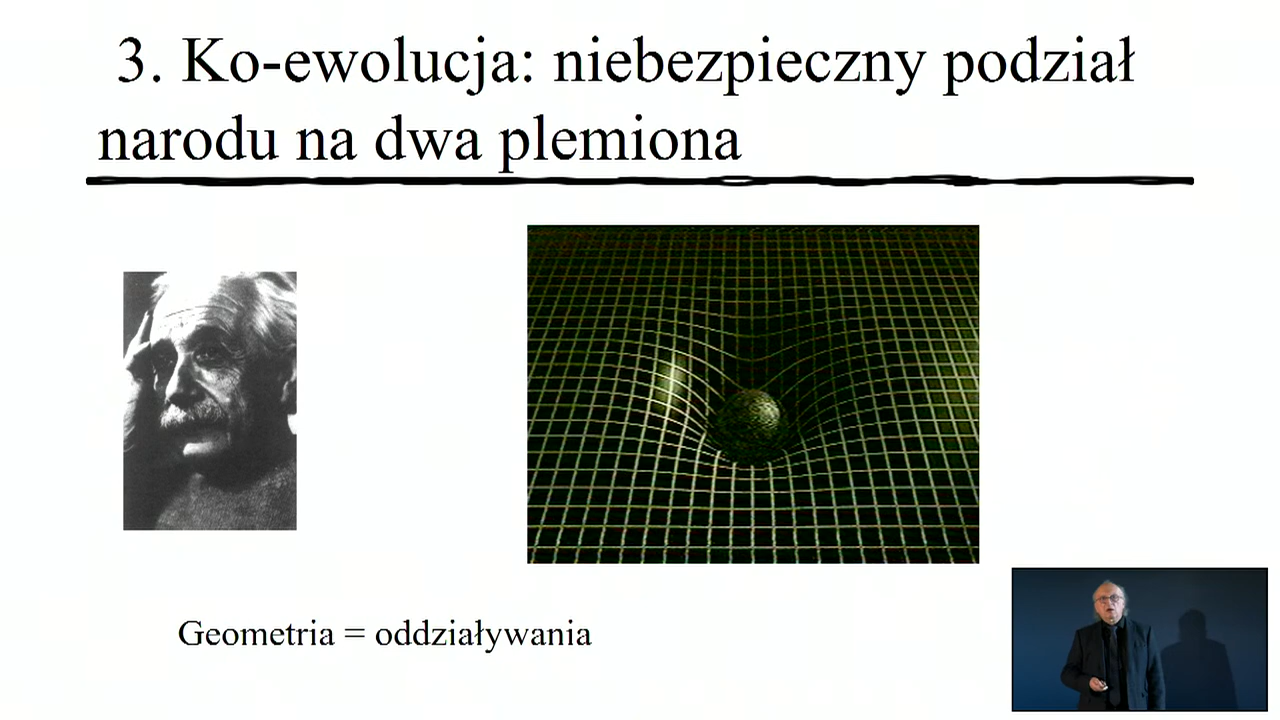 3. Ko-ewolucja: niebezpieczny podział
narodu na dwa plemiona
Geometria = oddziaływania